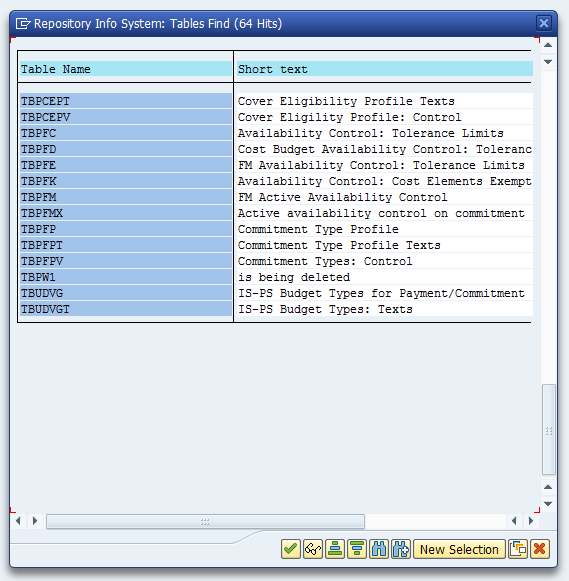 Repository Info System: Tables Find (64 Hits)
Table Name Short text
TBPCEPT Cover Eligibility Profile Texts
TBPCEPV Cover Eligility Profile: Control
TBPFC Availability Control: Tolerance Limits
TBPFD Cost Budget Availability Control: Toleranc
TBPFE FM Availability Control: Tolerance Limits
TBPFK Availability Control: Cost Elements Exempt
TBPFM FM Active Availability Control
TBPFMX Active availability control on commitment
TBPFP Commitment Type Profile
TBPFPT Commitment Type Profile Texts
TBPFPV Commitment Types: Control
TBPW1 is being deleted
TBUDVG IS-PS Budget Types for Payment/Commitment
TBUDVGT IS-PS Budget Types: Texts
New Selection